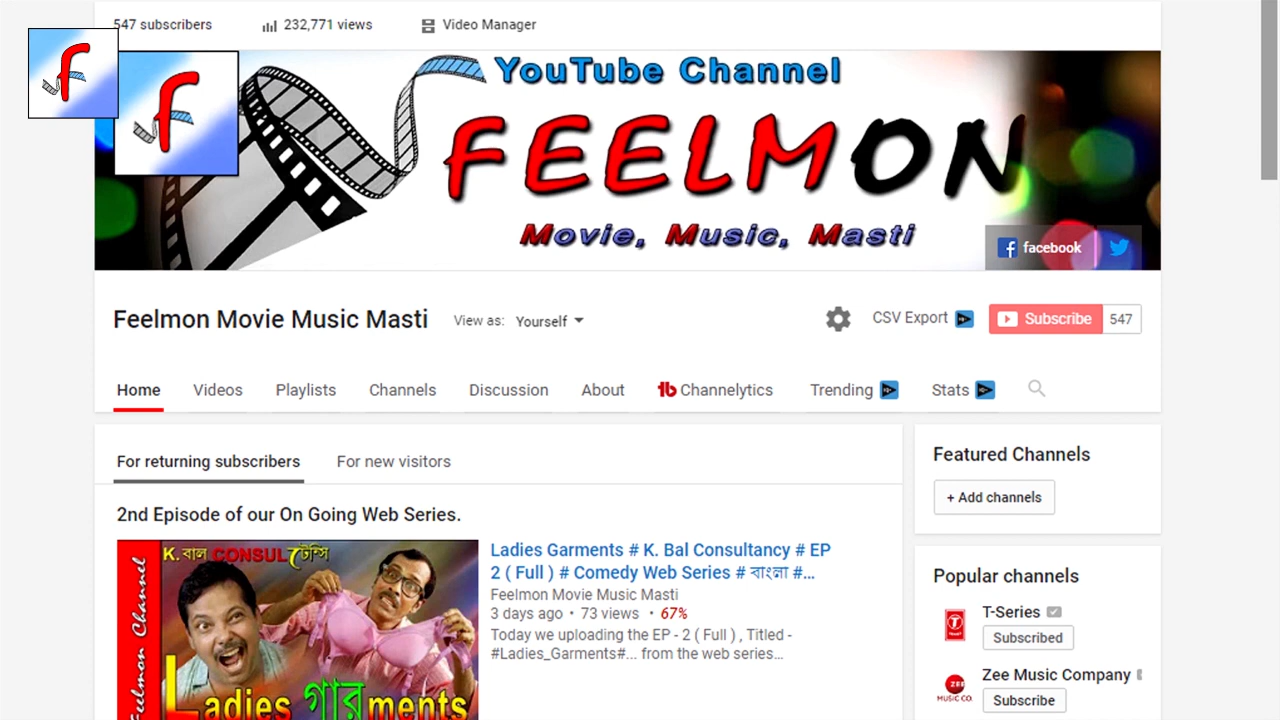 547 subscribers
232,771 views
Video Manager
f
f
YouTube Channel
FEELMON
Movie, Music, Masti
facebook
Feelmon Movie Music Masti
View as: Yourself
CSV Export
Subscribe 547
Home
Videos
Playlists
Channels
Discussion
About
Channelytics
Trending
Stats
For returning subscribers
For new visitors
2nd Episode of our On Going Web Series.
Feelmon Channel
K. বাল CONSULটেন্সি
Ladies গারments
Ladies Garments # K. Bal Consultancy # EP
2 ( Full ) # Comedy Web Series # বাংলা #...
Feelmon Movie Music Masti
3 days ago • 73 views • 67%
Today we uploading the EP - 2 ( Full ) , Titled -
#Ladies_Garments#... from the web series...
Featured Channels
+ Add channels
Popular channels
T-Series
Subscribed
ZEE
MUSIC CO.
Zee Music Company
Subscribe